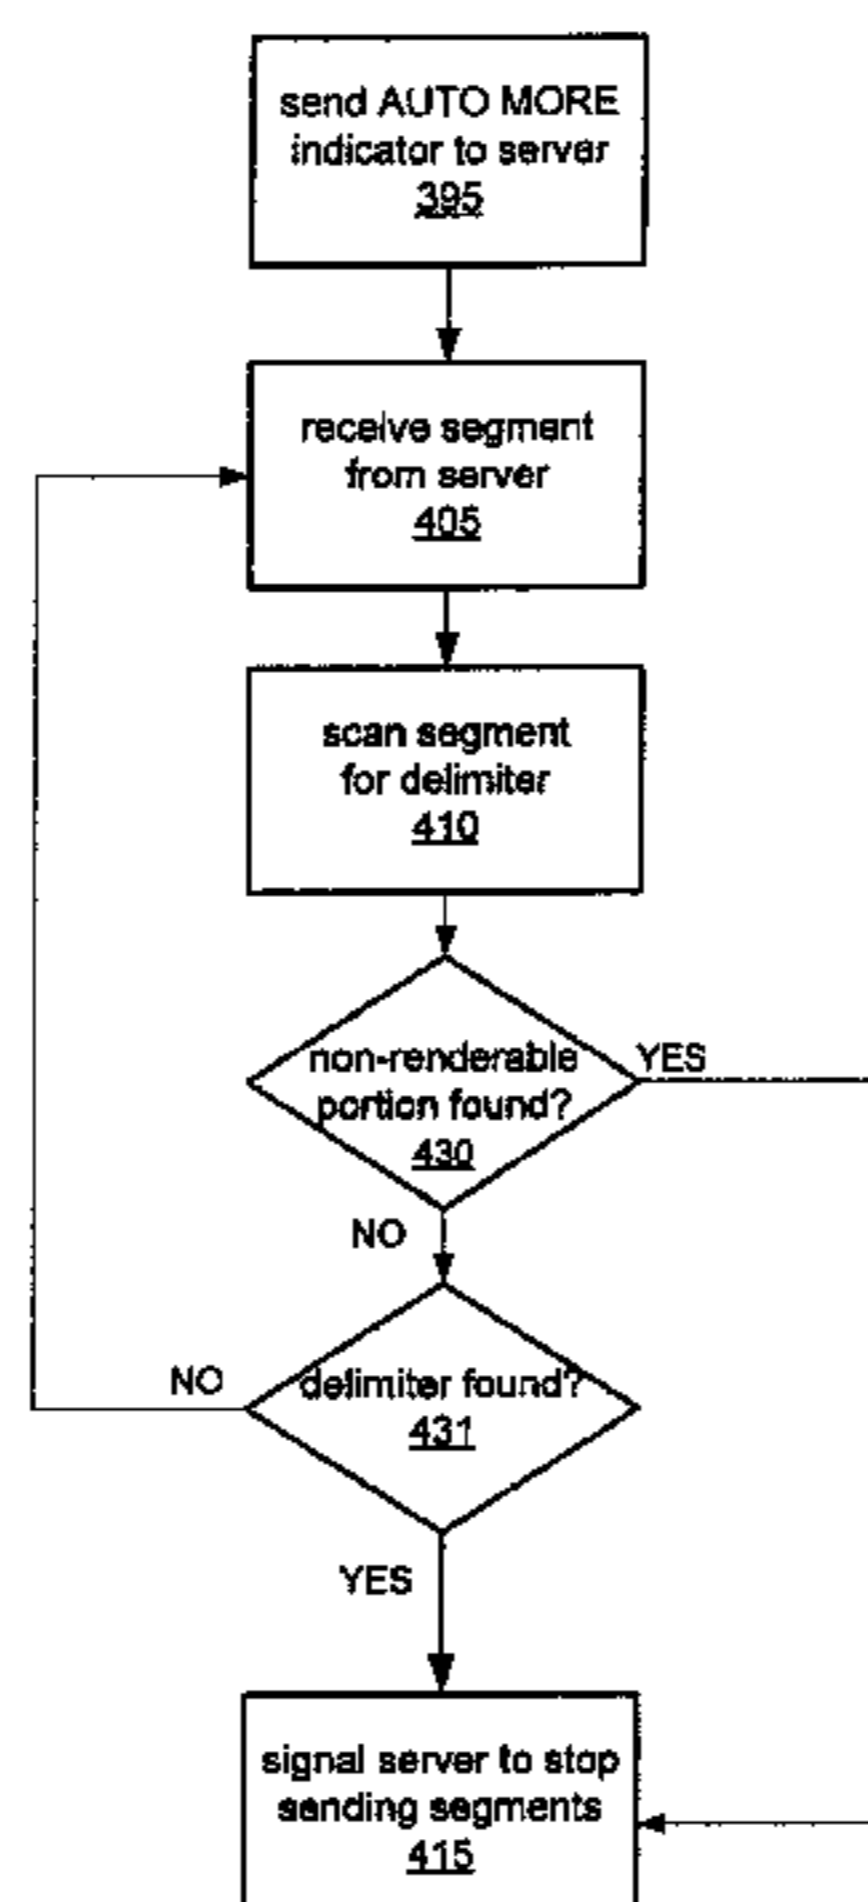 send AUTO MORE
indicator to server
395
receive segment
from server
405
scan segment
for delimiter
410
non-renderable
portion found?
430
YES
NO
delimiter found?
431
NO
YES
signal server to stop
sending segments
415